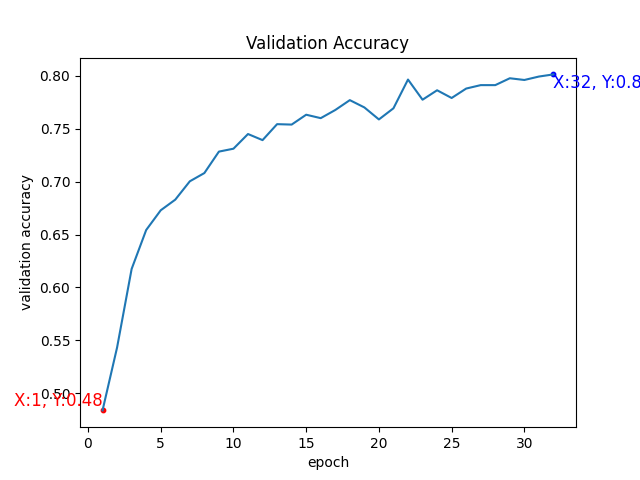 Validation Accuracy
0.80
0.75
0.70
0.65
0.60
0.55
0.50
validation accuracy
X:32, Y:0.8
X:1, Y:0.48
0 5 10 15 20 25 30
epoch